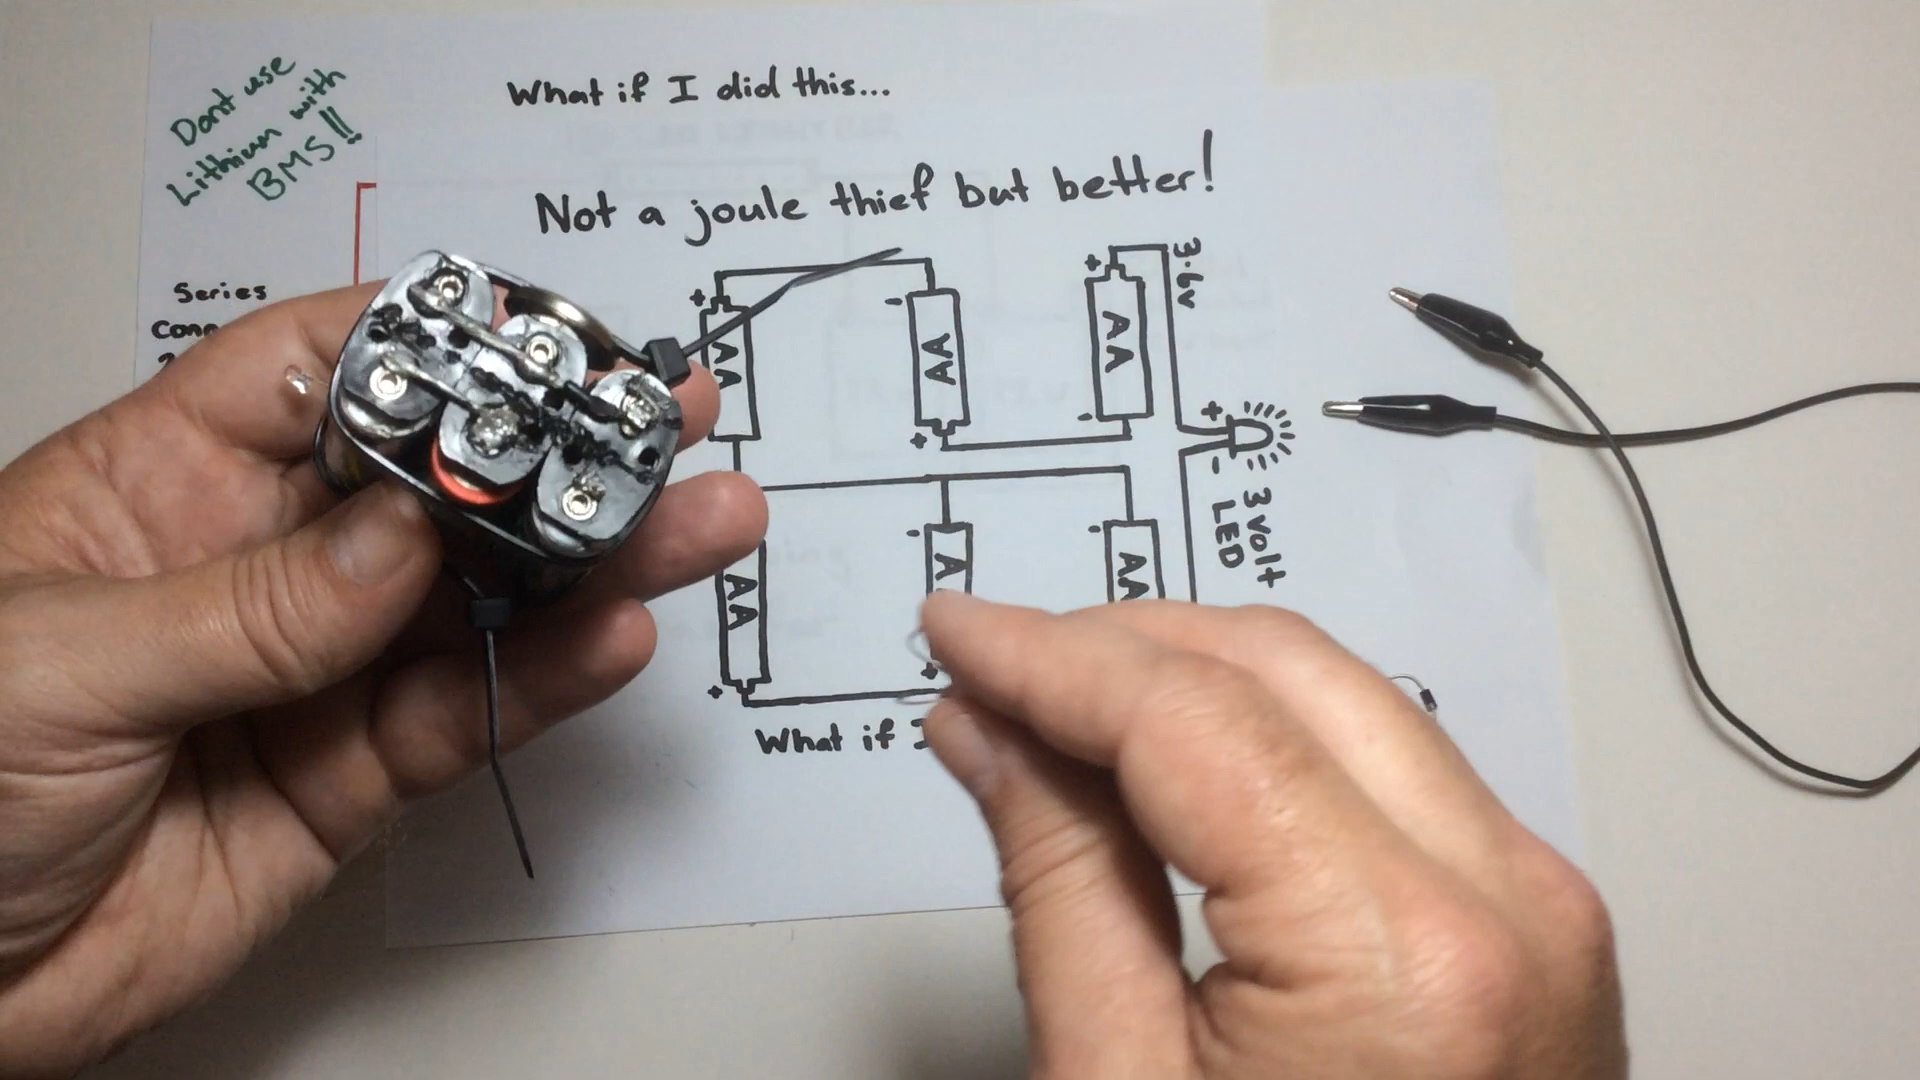 Dont use
Lithium with
BMS!!
What if I did this...
Not a joule thief but better!
Series
+
-
+
3.6v
AA
AA
AA
+
-
+
-
3 Volt
LED
-
-
AA
A
AA
+
+
What if